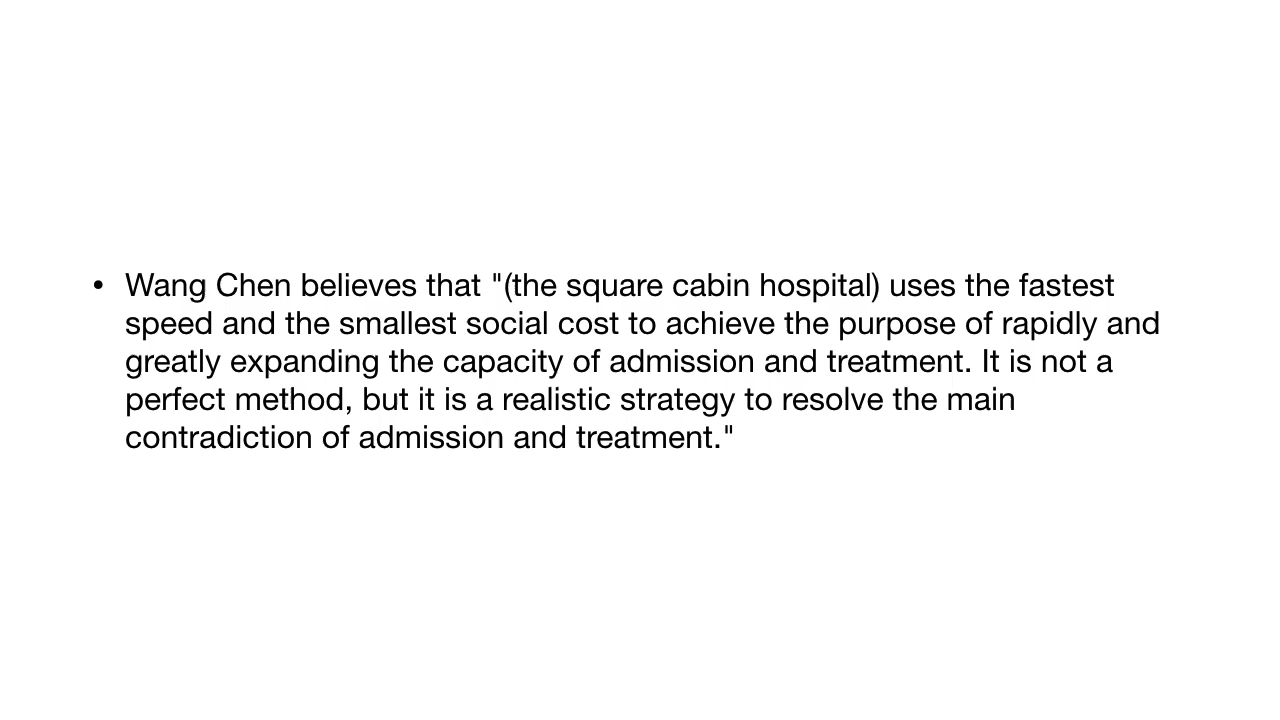 • Wang Chen believes that "(the square cabin hospital) uses the fastest
speed and the smallest social cost to achieve the purpose of rapidly and
greatly expanding the capacity of admission and treatment. It is not a
perfect method, but it is a realistic strategy to resolve the main
contradiction of admission and treatment."